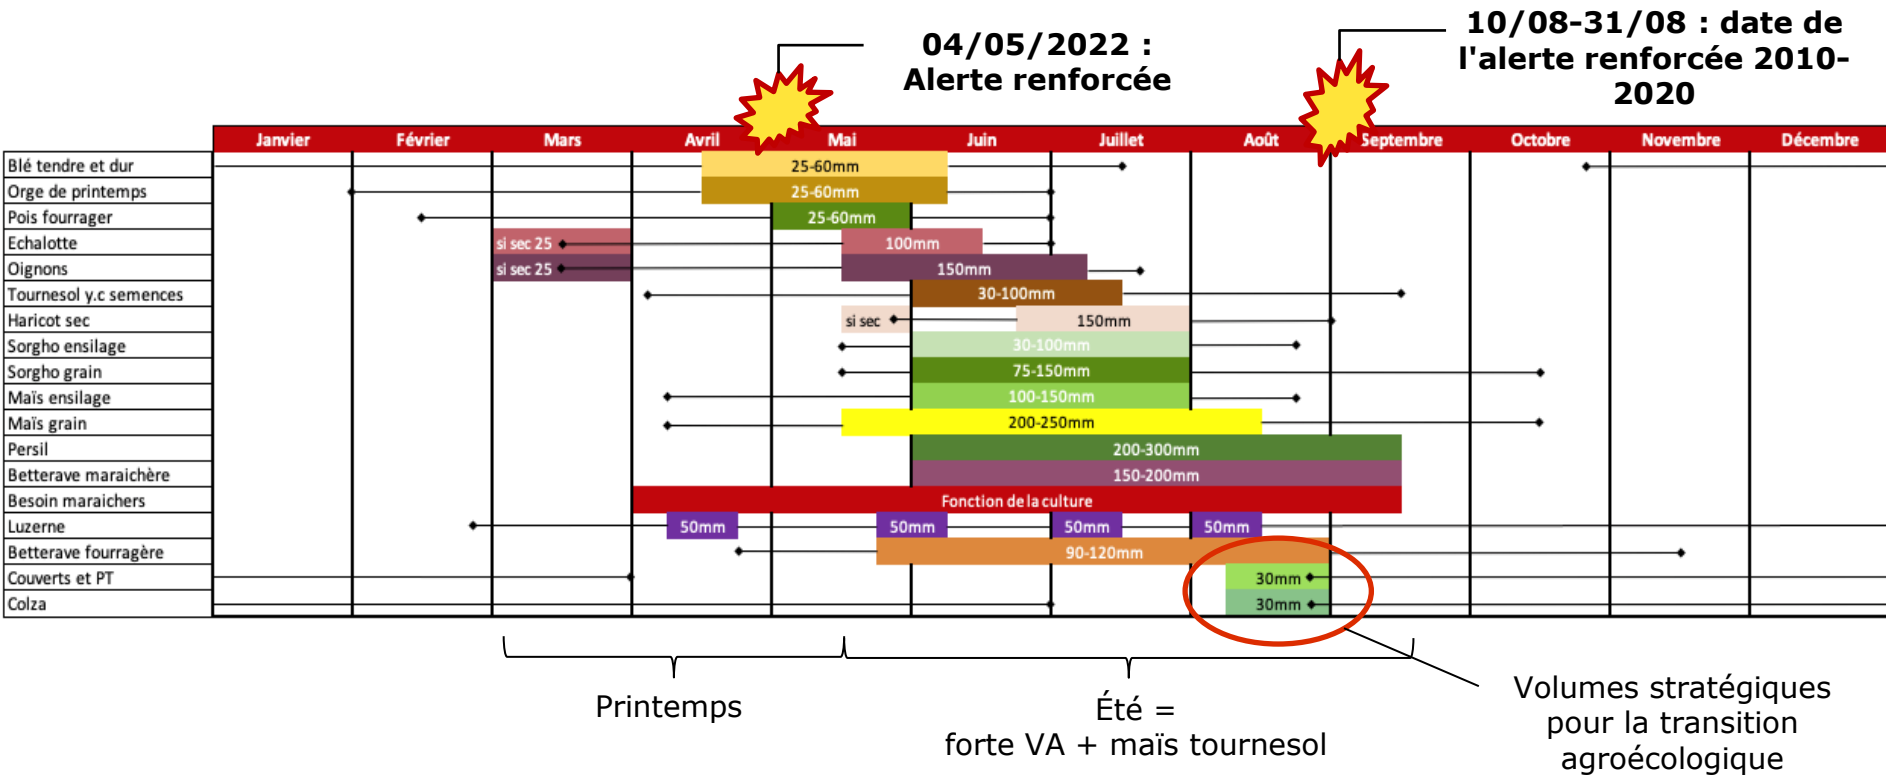 04/05/2022 :
Alerte renforcée
10/08-31/08 : date de
l'alerte renforcée 2010-
2020
Janvier Février Mars Avril Mai Juin Juillet Août Septembre Octobre Novembre Décembre
Blé tendre et dur 25-60mm
Orge de printemps 25-60mm
Pois fourrager 25-60mm
Echalotte si sec 25 100mm
Oignons si sec 25 150mm
Tournesol y.c semences 30-100mm
Haricot sec si sec 150mm
Sorgho ensilage 30-100mm
Sorgho grain 75-150mm
Maïs ensilage 100-150mm
Maïs grain 200-250mm
Persil 200-300mm
Betterave maraichère 150-200mm
Besoin maraichers Fonction de la culture
Luzerne 50mm 50mm 50mm 50mm
Betterave fourragère 90-120mm
Couverts et PT 30mm
Colza 30mm
Printemps
Été =
forte VA + maïs tournesol
Volumes stratégiques
pour la transition
agroécologique